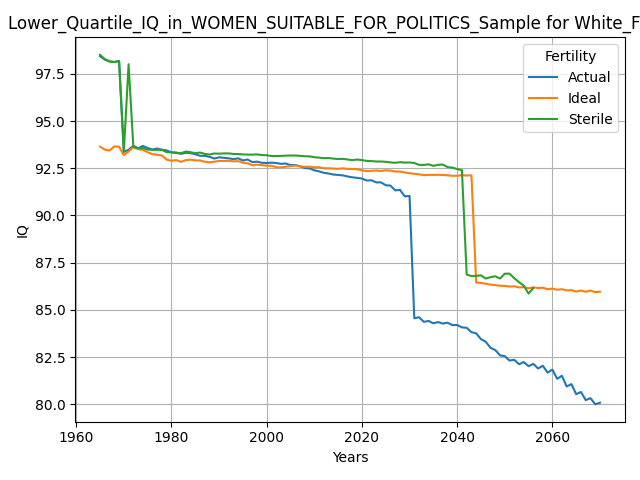 Lower_Quartile_IQ_in_WOMEN_SUITABLE_FOR_POLITICS_Sample for White_F
Fertility
Actual
Ideal
Sterile
97.5
95.0
92.5
90.0
87.5
85.0
82.5
80.0
IQ
1960 1980 2000 2020 2040 2060
Years